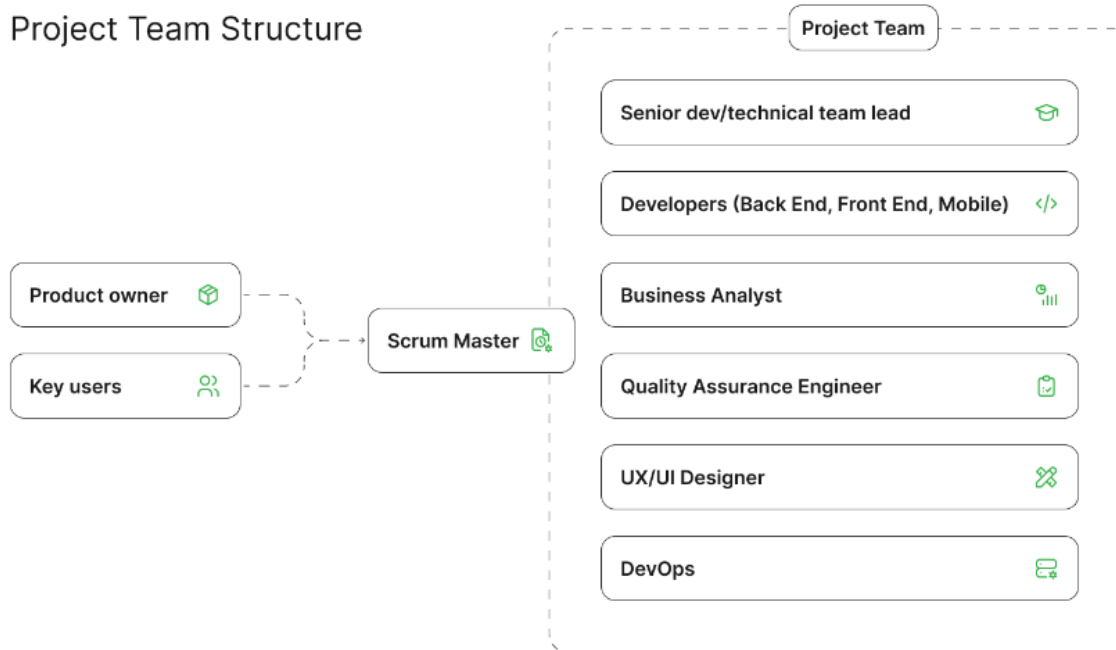 Project Team Structure
Project Team
Senior dev/technical team lead
Developers (Back End, Front End, Mobile)
Product owner
Business Analyst
Scrum Master
Key users
Quality Assurance Engineer
UX/UI Designer
DevOps